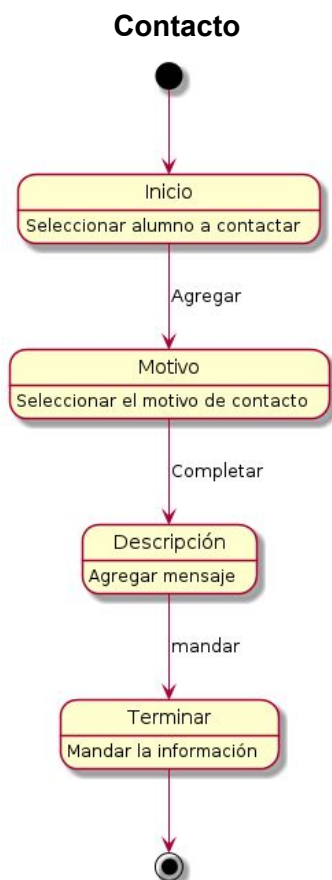 Contacto
Inicio
Seleccionar alumno a contactar
Agregar
Motivo
Seleccionar el motivo de contacto
Completar
Descripción
Agregar mensaje
mandar
Terminar
Mandar la información